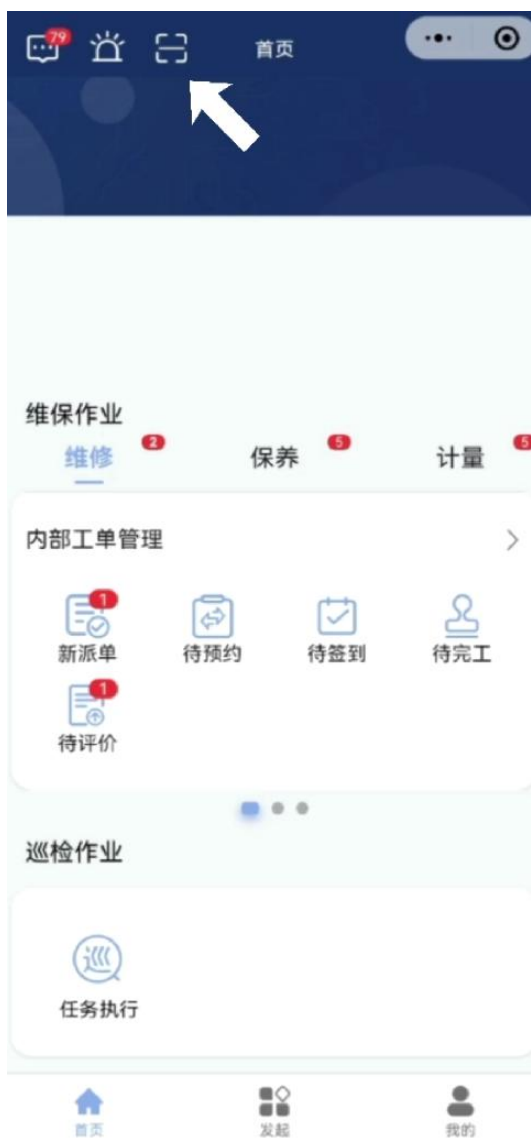 79 首页
维保作业
维修 2 保养 5 计量 5
内部工单管理
1
新派单 待预约 待签到 待完工
1
待评价
巡检作业
巡
任务执行
首页 发起 我的